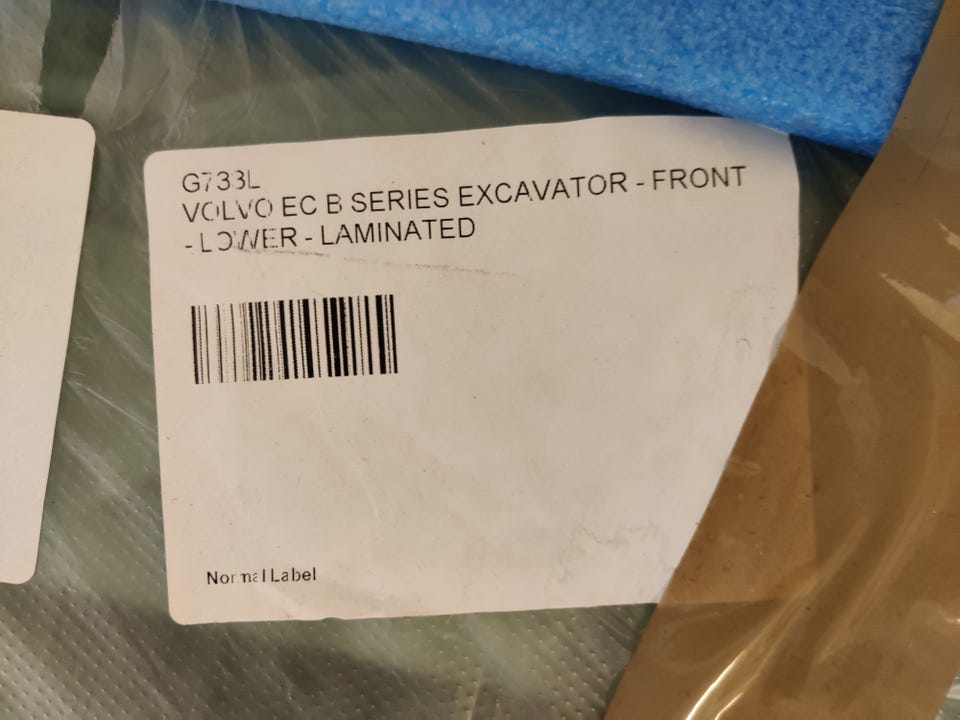 G733L
VOLVO EC B SERIES EXCAVATOR - FRONT
- LOWER - LAMINATED
Normal Label